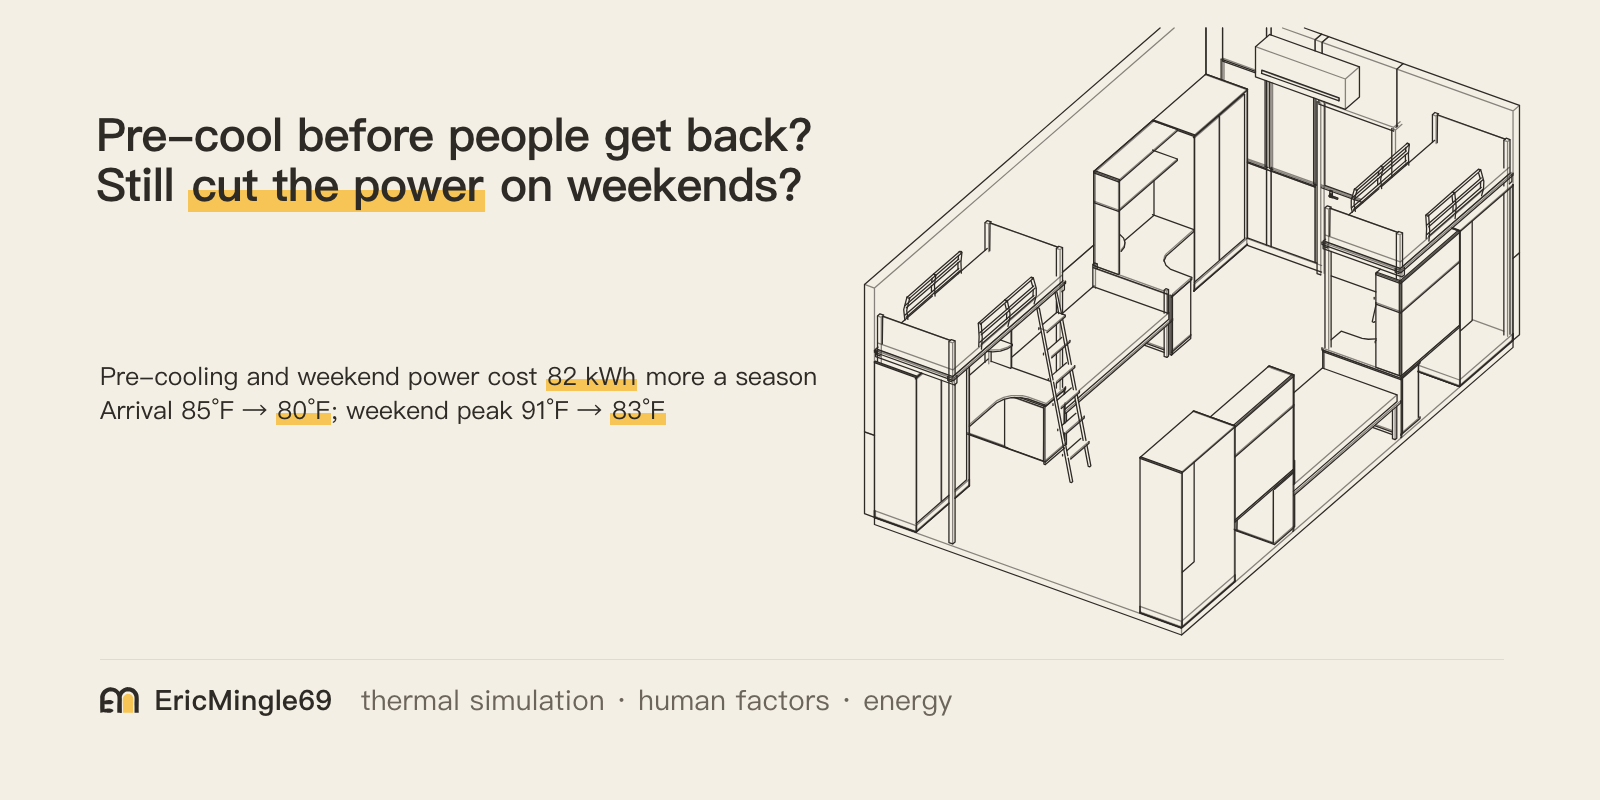 Pre–cool before people get back?
Still cut the power on weekends?
Pre–cooling and weekend power cost 82 kWh more a season
Arrival 85°F → 80°F; weekend peak 91°F → 83°F
EricMingle69 thermal simulation · human factors · energy